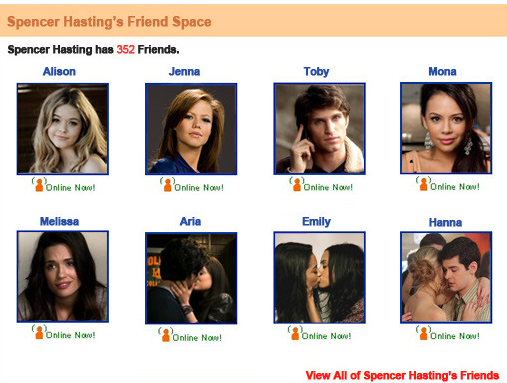 Spencer Hasting's Friend Space
Spencer Hasting has 352 Friends.
Alison Jenna Toby Mona
Online Now! Online Now! Online Now! Online Now!
Melissa Aria Emily Hanna
Online Now! Online Now! Online Now! Online Now!
View All of Spencer Hasting's Friends